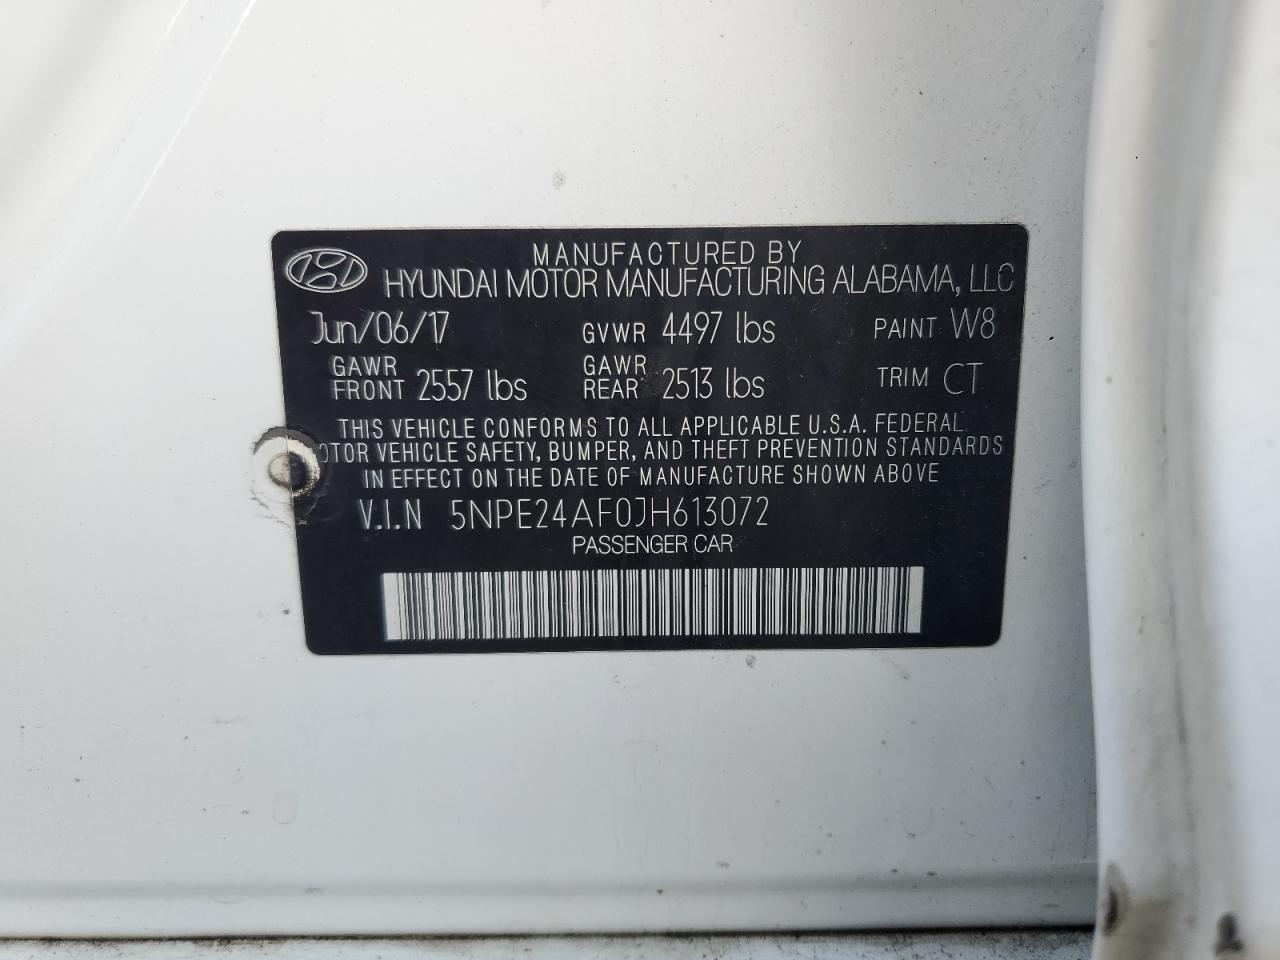 MANUFACTURED BY
HYUNDAI MOTOR MANUFACTURING ALABAMA, LLC
Jun/06/17 GVWR 4497 lbs PAINT W8
GAWR FRONT 2557 lbs GAWR REAR 2513 lbs TRIM CT
THIS VEHICLE CONFORMS TO ALL APPLICABLE U.S.A. FEDERAL
OTOR VEHICLE SAFETY, BUMPER, AND THEFT PREVENTION STANDARDS
IN EFFECT ON THE DATE OF MANUFACTURE SHOWN ABOVE
V.I.N 5NPE24AF0JH613072
PASSENGER CAR